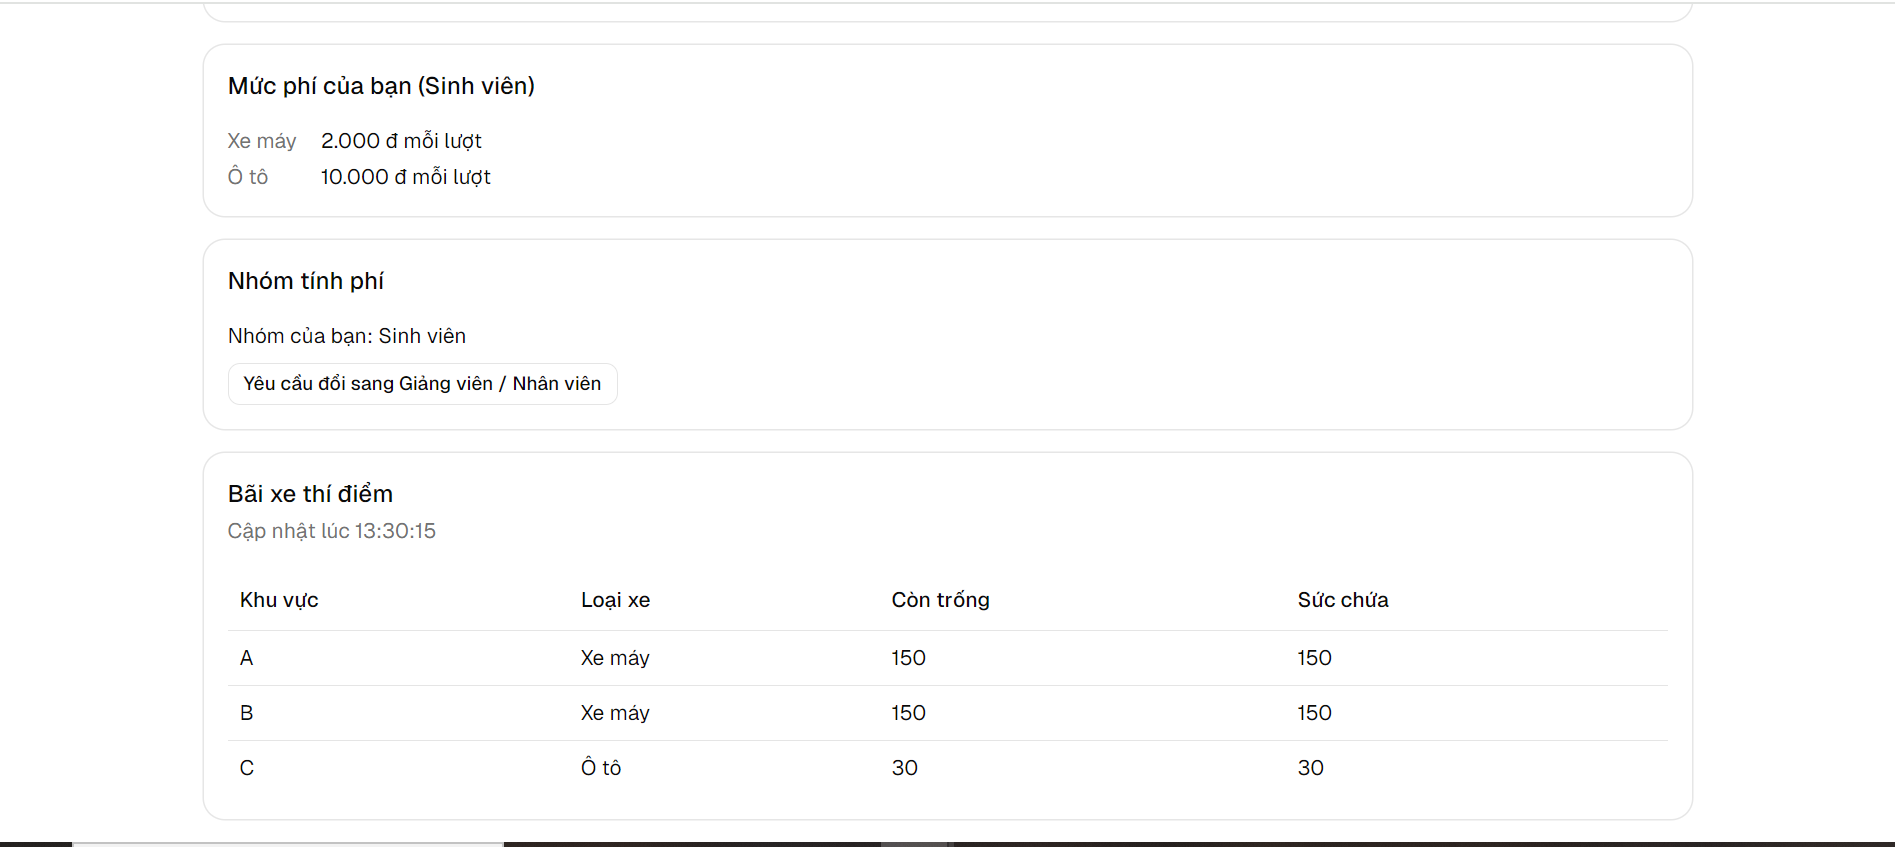 Mức phí của bạn (Sinh viên)
Xe máy 2.000 đ mỗi lượt
Ô tô 10.000 đ mỗi lượt
Nhóm tính phí
Nhóm của bạn: Sinh viên
Yêu cầu đổi sang Giảng viên / Nhân viên
Bãi xe thí điểm
Cập nhật lúc 13:30:15
Khu vực Loại xe Còn trống Sức chứa
A Xe máy 150 150
B Xe máy 150 150
C Ô tô 30 30